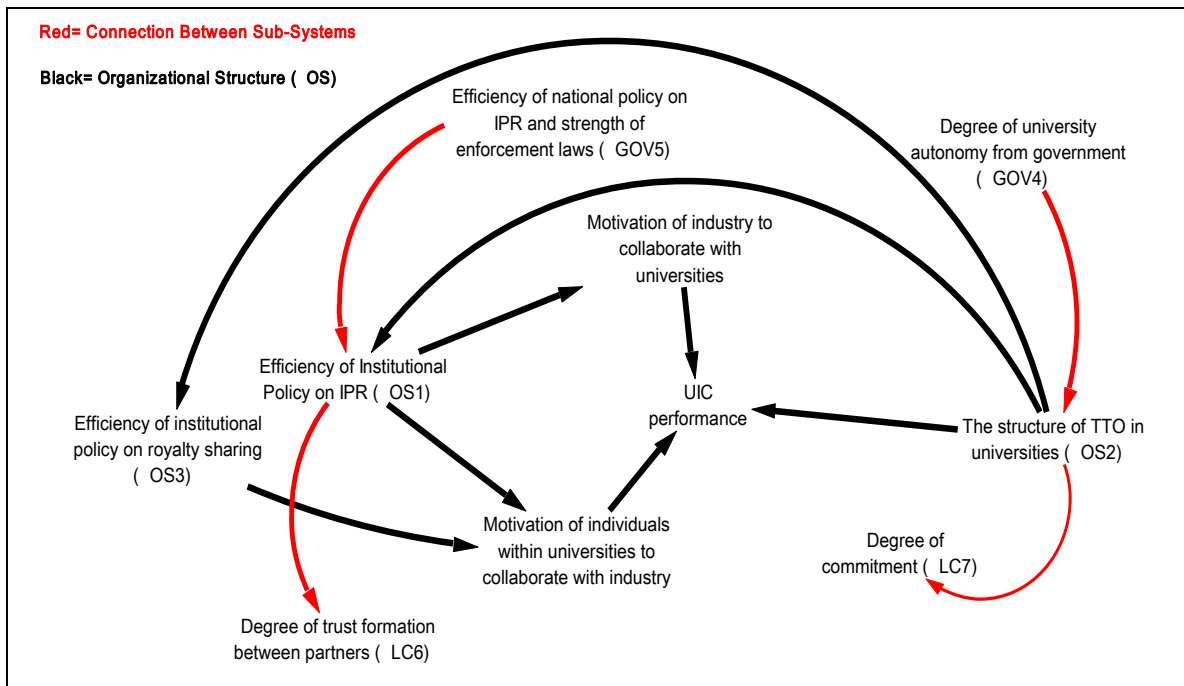 Red= Connection Between Sub-Systems
Black= Organizational Structure ( OS)
Efficiency of national policy on
IPR and strength of
enforcement laws ( GOV5)
Degree of university
autonomy from government
( GOV4)
Motivation of industry to
collaborate with
universities
Efficiency of Institutional
Policy on IPR ( OS1)
UIC
performance
Efficiency of institutional
policy on royalty sharing
( OS3)
The structure of TTO in
universities ( OS2)
Motivation of individuals
within universities to
collaborate with industry
Degree of
commitment ( LC7)
Degree of trust formation
between partners ( LC6)